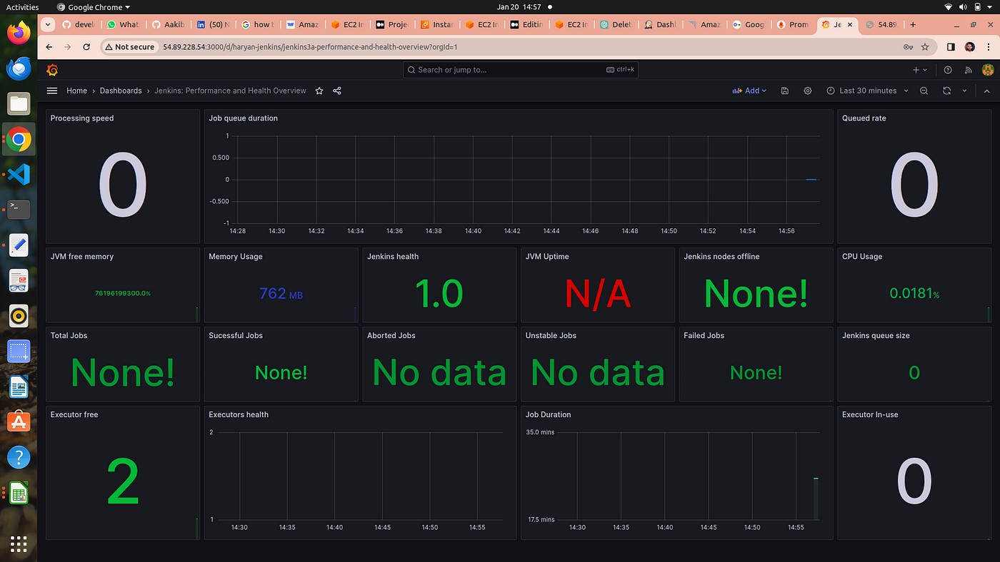 Activities
Google Chrome
Jan 20 14:57
devel
What
Aakib
(50) N
how t
Amaz
EC2 In
Proje
Instar
EC2 In
Editin
EC2 In
Deleb
Dash
Amaz
Goog
Prom
Je
54.89
Not secure
54.89.228.54:3000/d/haryan-jenkins/jenkins3a-performance-and-health-overview?orgId=1
Search or jump to...
ctrl+k
Home › Dashboards › Jenkins: Performance and Health Overview
Add
Last 30 minutes
Processing speed
0
Job queue duration
1
0.500
0
-0.500
-1
14:28 14:30 14:32 14:34 14:36 14:38 14:40 14:42 14:44 14:46 14:48 14:50 14:52 14:54 14:56
Queued rate
0
JVM free memory
76196199300.0%
Memory Usage
762 MB
Jenkins health
1.0
JVM Uptime
N/A
Jenkins nodes offline
None!
CPU Usage
0.0181%
Total Jobs
None!
Sucessful Jobs
None!
Aborted Jobs
No data
Unstable Jobs
No data
Failed Jobs
None!
Jenkins queue size
0
Executor free
2
Executors health
2
1
14:30 14:35 14:40 14:45 14:50 14:55
Job Duration
35.0 mins
17.5 mins
14:30 14:35 14:40 14:45 14:50 14:55
Executor In-use
0